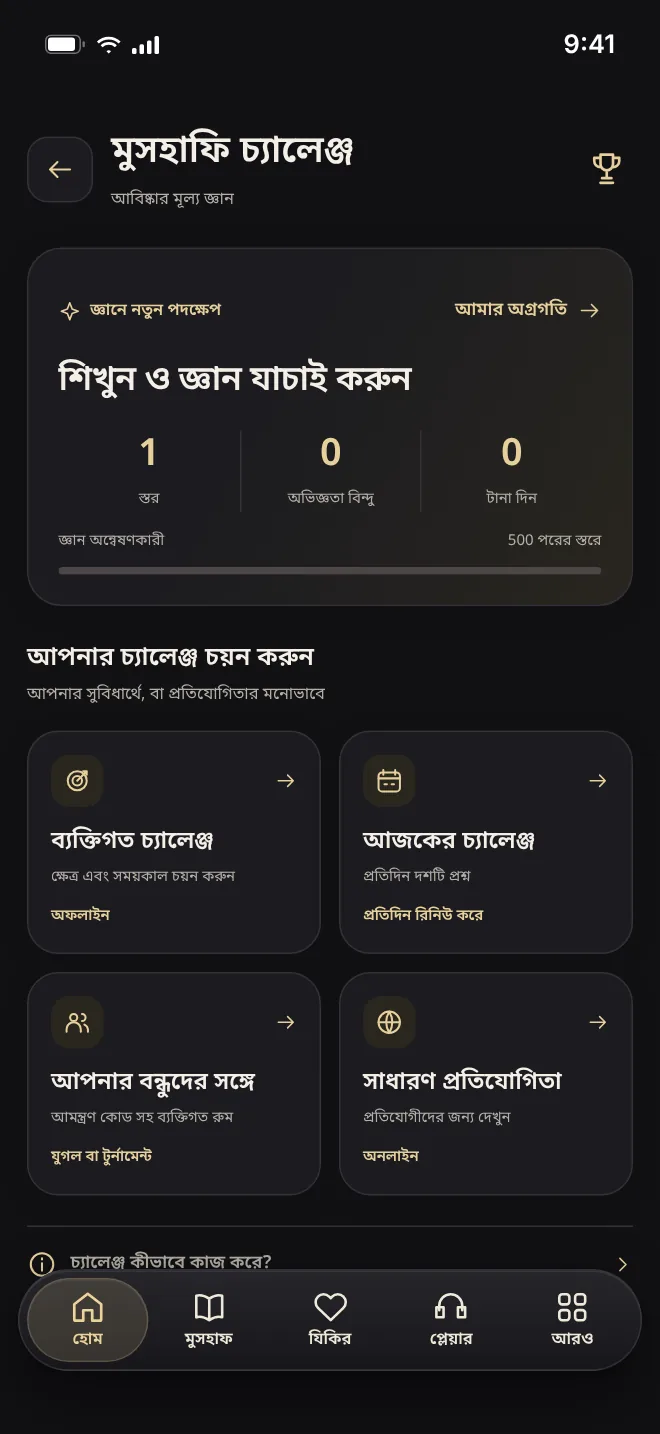 9:41
মুসহাফি চ্যালেঞ্জ
আবিষ্কার মূল্য জ্ঞান
জ্ঞানে নতুন পদক্ষেপ
আমার অগ্রগতি
শিখুন ও জ্ঞান যাচাই করুন
1 0 0
স্তর অভিজ্ঞতা বিন্দু টানা দিন
জ্ঞান অন্বেষণকারী 500 পরের স্তরে
আপনার চ্যালেঞ্জ চয়ন করুন
আপনার সুবিধার্থে, বা প্রতিযোগিতার মনোভাবে
ব্যক্তিগত চ্যালেঞ্জ
ক্ষেত্র এবং সময়কাল চয়ন করুন
অফলাইন
আজকের চ্যালেঞ্জ
প্রতিদিন দশটি প্রশ্ন
প্রতিদিন রিনিউ করে
আপনার বন্ধুদের সঙ্গে
আমন্ত্রণ কোড সহ ব্যক্তিগত রুম
যুগল বা টুর্নামেন্ট
সাধারণ প্রতিযোগিতা
প্রতিযোগীদের জন্য দেখুন
অনলাইন
চ্যালেঞ্জ কীভাবে কাজ করে?
হোম মুসহাফ যিকির প্লেয়ার আরও